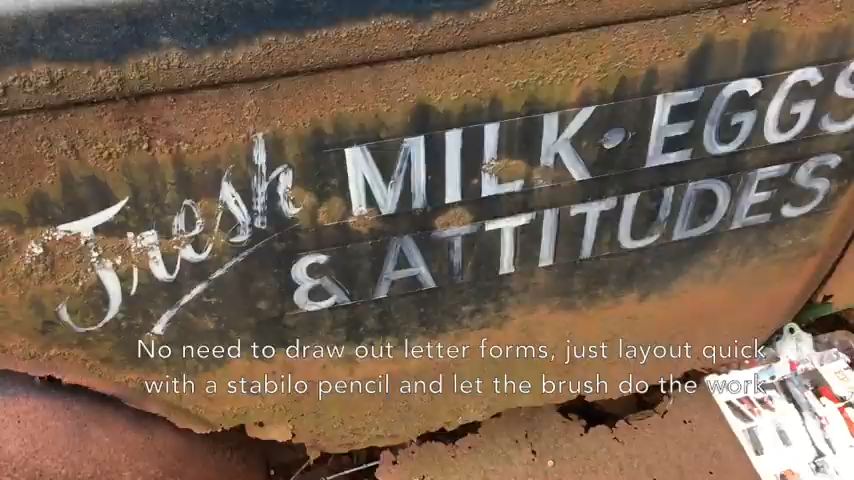 Fresh MILK • EGGS
& ATTITUDES
No need to draw out letter forms, just layout quick
with a stabilo pencil and let the brush do the work